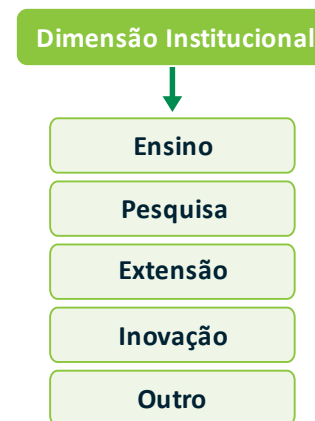 Dimensão Institucional
Ensino
Pesquisa
Extensão
Inovação
Outro